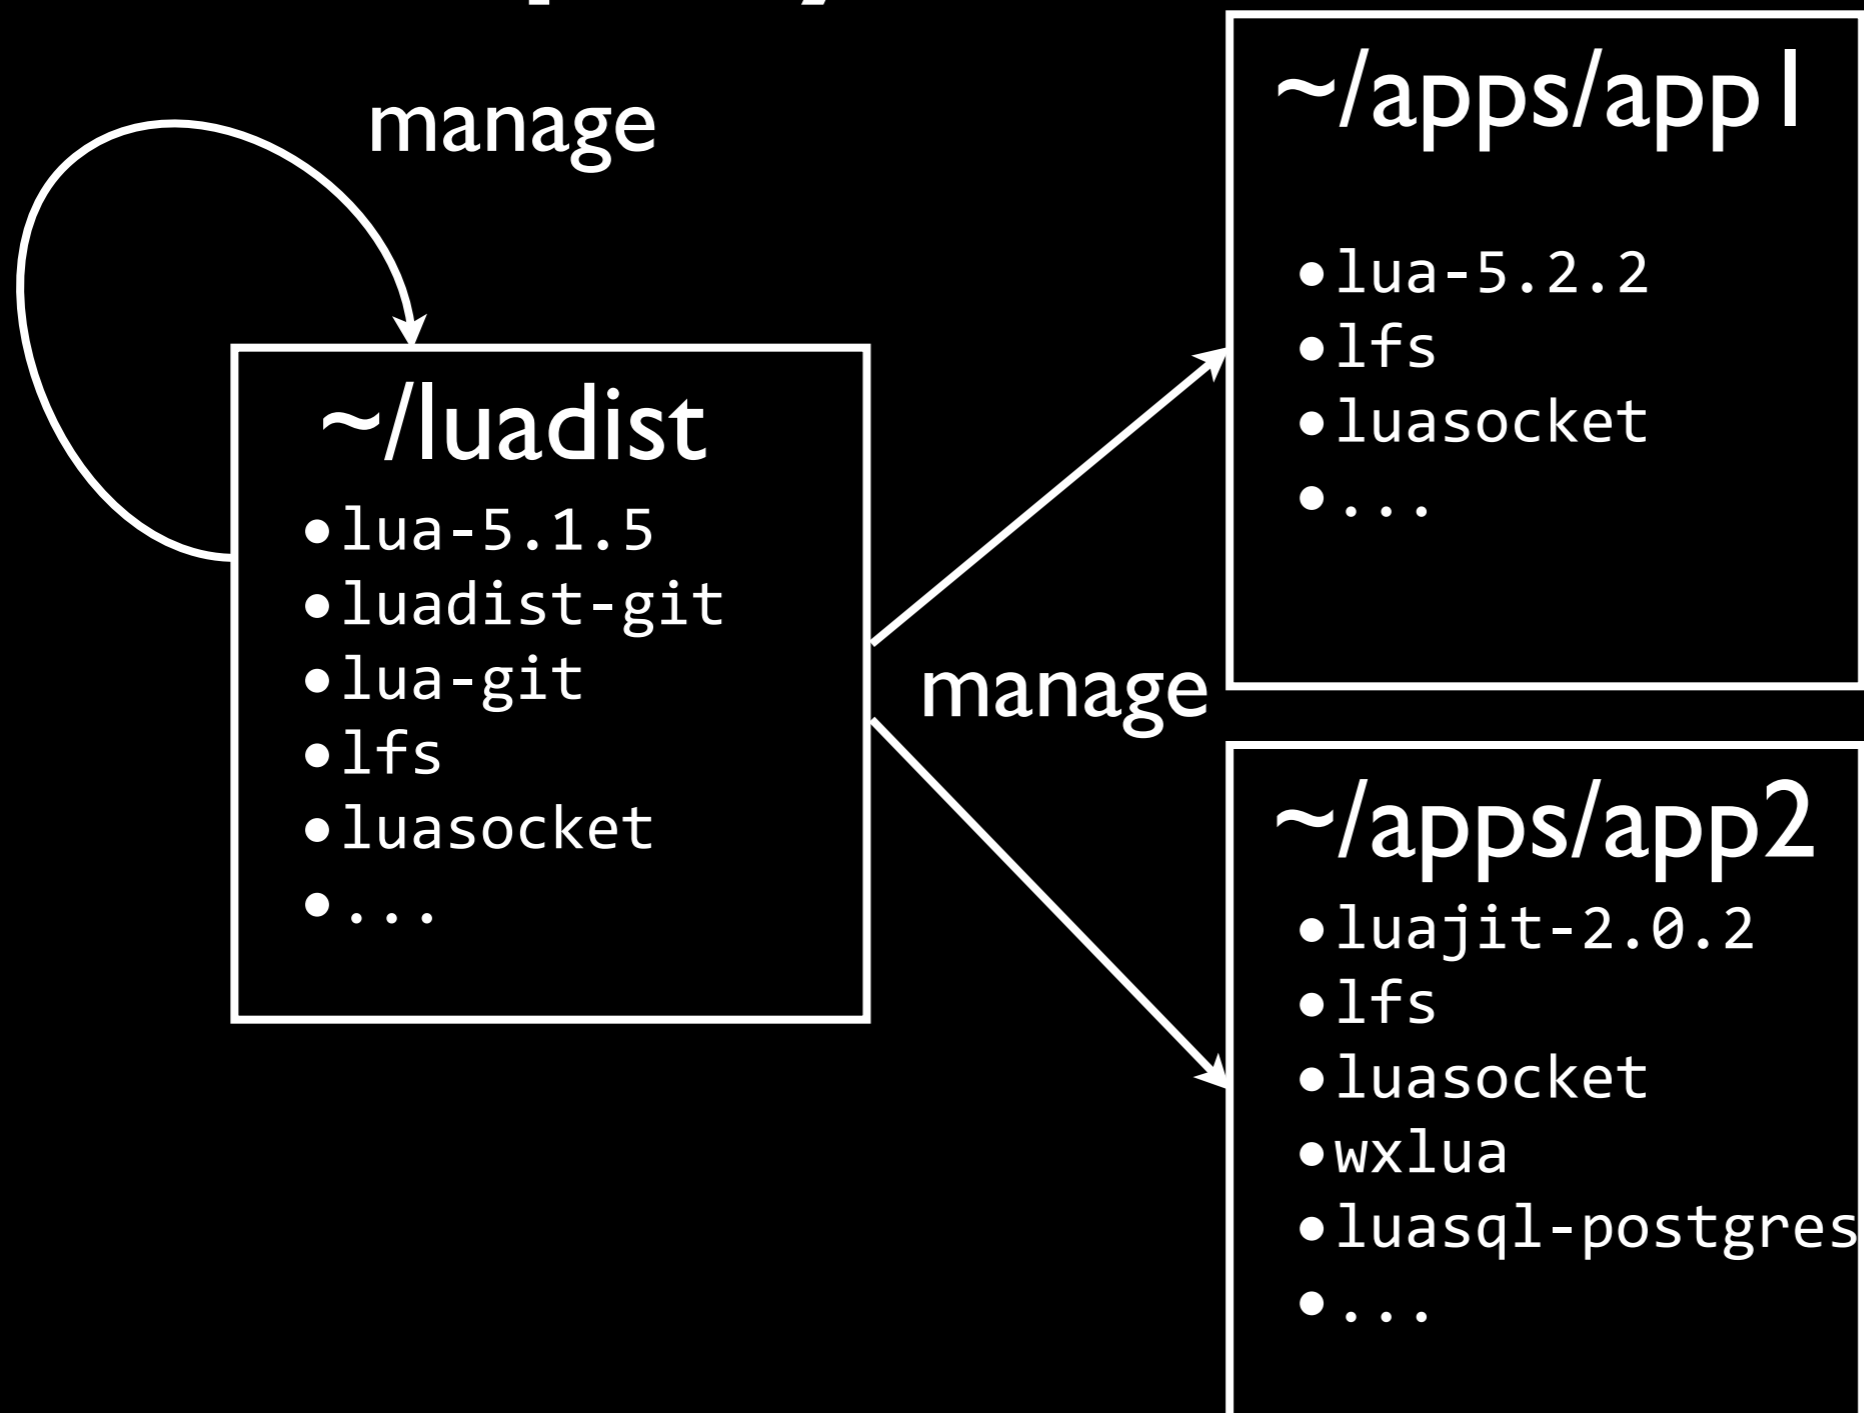 manage
~/luadist
•lua-5.1.5
•luadist-git
•lua-git
•lfs
•luasocket
•...
manage
~/apps/app1
•lua-5.2.2
•lfs
•luasocket
•...
~/apps/app2
•luajit-2.0.2
•lfs
•luasocket
•wxlua
•luasql-postgres
•...